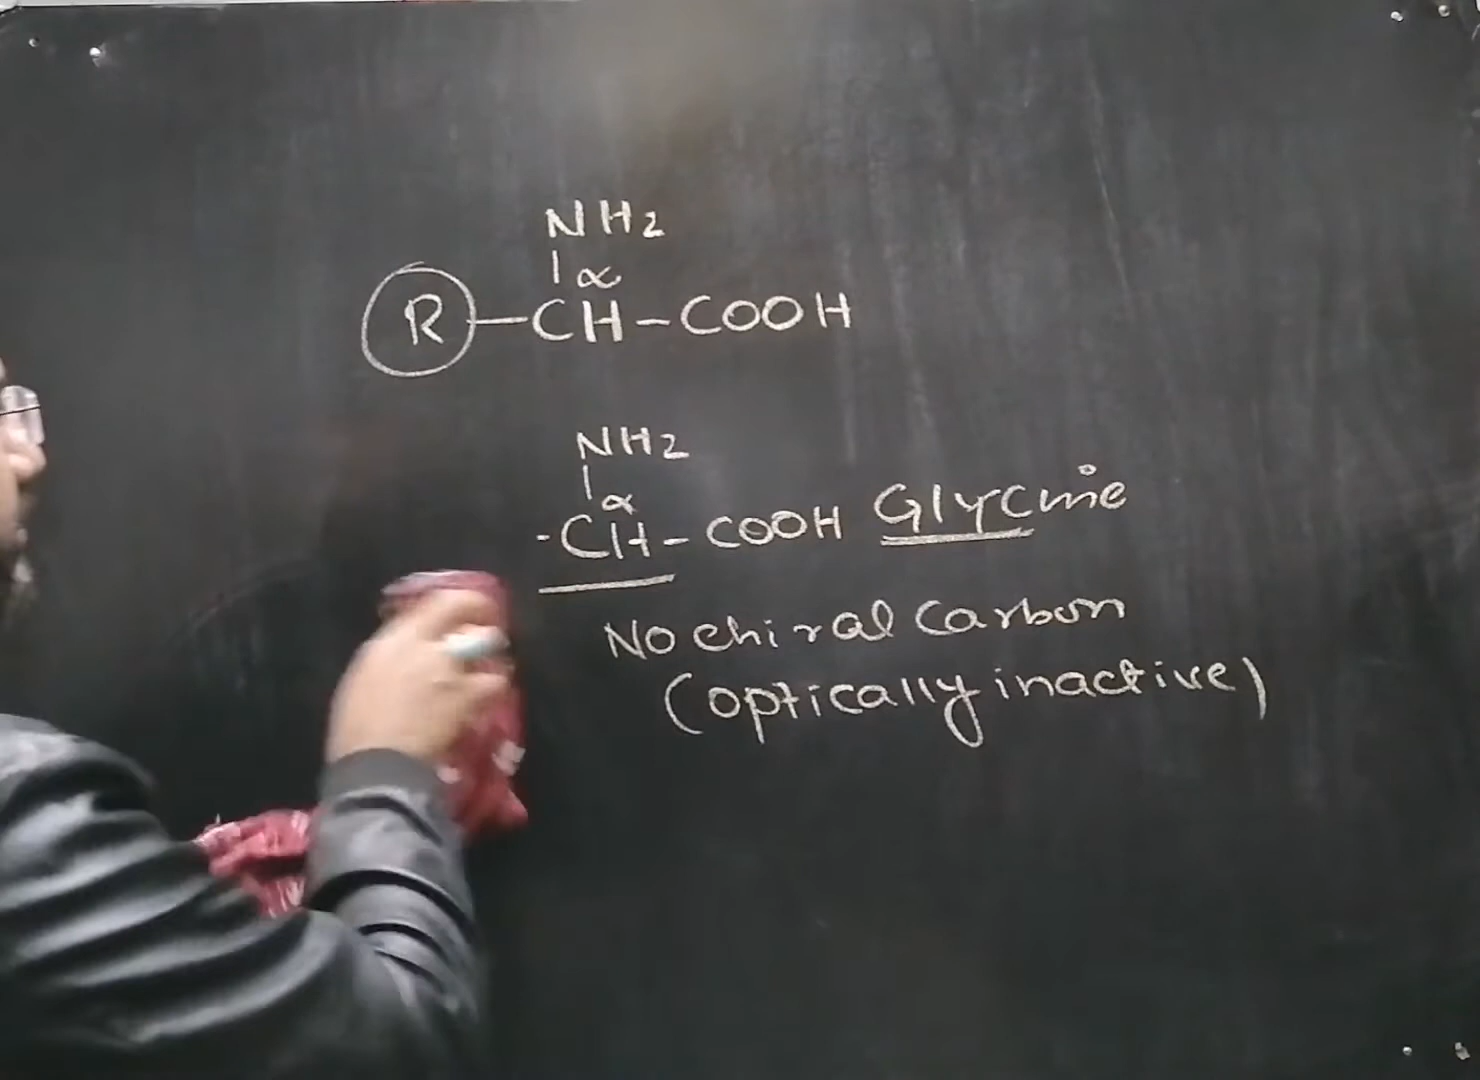 NH2
α
R-CH-COOH
NH2
α
-CH-COOH Glycine
No chiral carbon
(optically inactive)